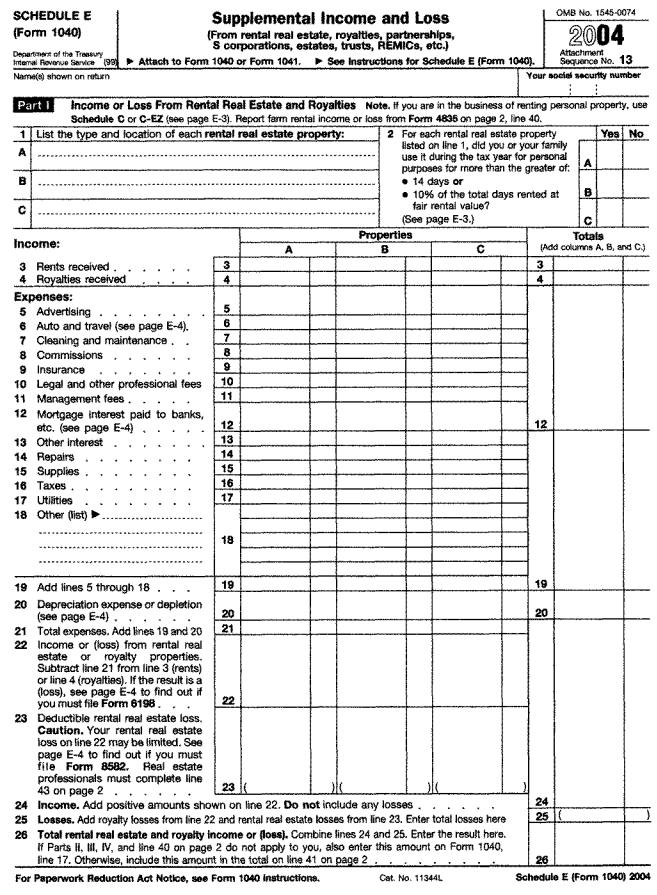 SCHEDULE E
(Form 1040)
Department of the Treasury
Internal Revenue Service (99)
Supplemental Income and Loss
(From rental real estate, royalties, partnerships,
S corporations, estates, trusts, REMICs, etc.)
▶ Attach to Form 1040 or Form 1041. ▶ See Instructions for Schedule E (Form 1040).
OMB No. 1545-0074
2004
Attachment
Sequence No. 13
Name(s) shown on return
Your social security number
Part I Income or Loss From Rental Real Estate and Royalties Note. If you are in the business of renting personal property, use
Schedule C or C-EZ (see page E-3). Report farm rental income or loss from Form 4835 on page 2, line 40.
1 List the type and location of each rental real estate property:
A
B
C
2 For each rental real estate property
listed on line 1, did you or your family
use it during the tax year for personal
purposes for more than the greater of:
• 14 days or
• 10% of the total days rented at
fair rental value?
(See page E-3.)
Yes No
A
B
C
Income:
Properties
A B C
Totals
(Add columns A, B, and C.)
3 Rents received . . . . . . 3 3
4 Royalties received . . . . 4 4
Expenses:
5 Advertising . . . . . . . 5
6 Auto and travel (see page E-4). 6
7 Cleaning and maintenance . . 7
8 Commissions . . . . . . 8
9 Insurance . . . . . . . 9
10 Legal and other professional fees 10
11 Management fees . . . . . 11
12 Mortgage interest paid to banks,
etc. (see page E-4) . . . . . 12 12
13 Other interest . . . . . . 13
14 Repairs . . . . . . . . 14
15 Supplies . . . . . . . . 15
16 Taxes . . . . . . . . . 16
17 Utilities . . . . . . . . 17
18 Other (list) ▶
18
19 Add lines 5 through 18 . . . 19 19
20 Depreciation expense or depletion
(see page E-4) . . . . . . 20 20
21 Total expenses. Add lines 19 and 20 21
22 Income or (loss) from rental real
estate or royalty properties.
Subtract line 21 from line 3 (rents)
or line 4 (royalties). If the result is a
(loss), see page E-4 to find out if
you must file Form 6198 . . . 22
23 Deductible rental real estate loss.
Caution. Your rental real estate
loss on line 22 may be limited. See
page E-4 to find out if you must
file Form 8582. Real estate
professionals must complete line
43 on page 2 . . . . . . 23 ( ) ( ) ( )
24 Income. Add positive amounts shown on line 22. Do not include any losses . . . . . . 24
25 Losses. Add royalty losses from line 22 and rental real estate losses from line 23. Enter total losses here 25 ( )
26 Total rental real estate and royalty income or (loss). Combine lines 24 and 25. Enter the result here.
If Parts II, III, IV, and line 40 on page 2 do not apply to you, also enter this amount on Form 1040,
line 17. Otherwise, include this amount in the total on line 41 on page 2 . . . . . . . . 26
For Paperwork Reduction Act Notice, see Form 1040 instructions. Cat. No. 11344L Schedule E (Form 1040) 2004